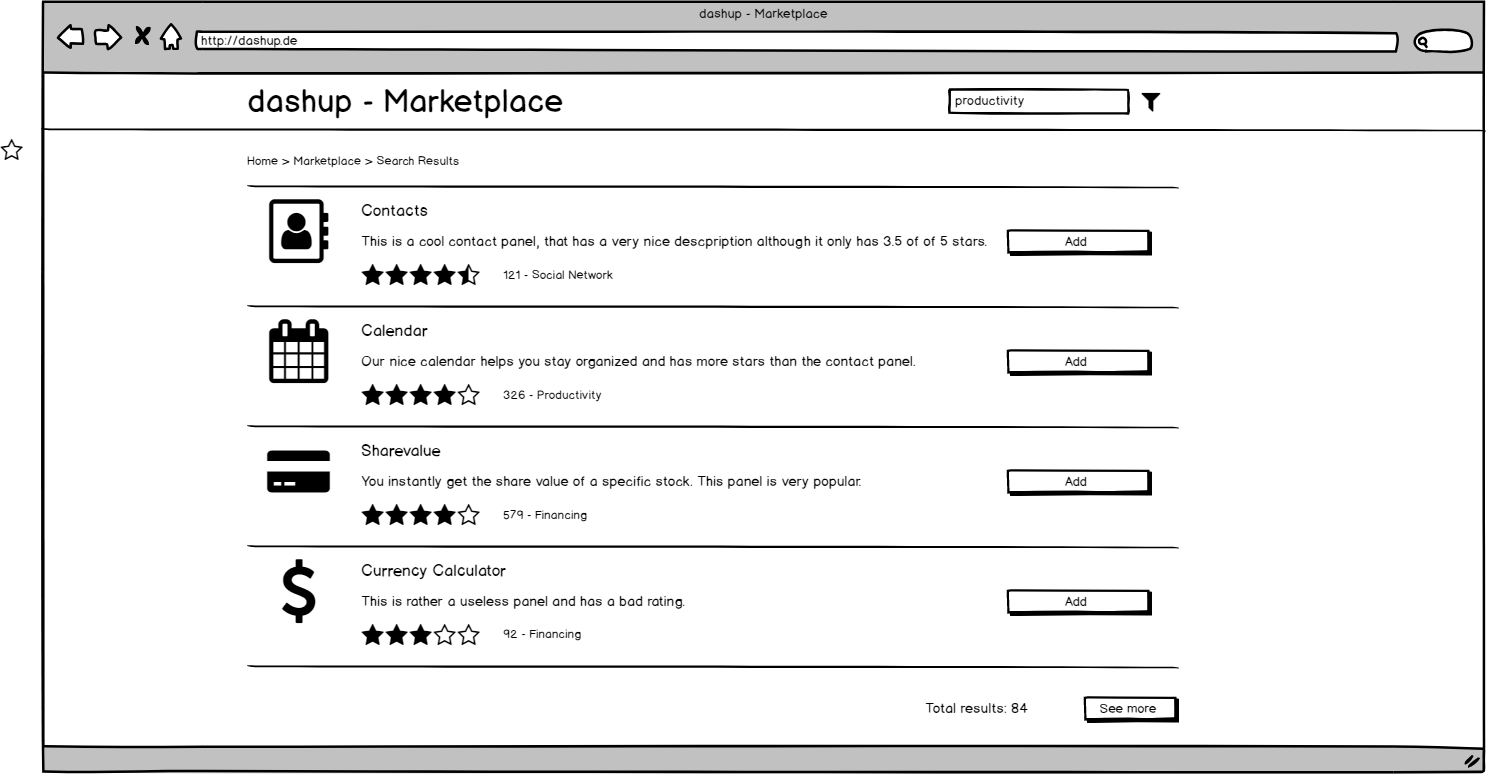 dashup - Marketplace
http://dashup.de
dashup - Marketplace
productivity
Home > Marketplace > Search Results
Contacts
This is a cool contact panel, that has a very nice descpription although it only has 3.5 of of 5 stars.
Add
121 - Social Network
Calendar
Our nice calendar helps you stay organized and has more stars than the contact panel.
Add
326 - Productivity
Sharevalue
You instantly get the share value of a specific stock. This panel is very popular.
Add
579 - Financing
Currency Calculator
This is rather a useless panel and has a bad rating.
Add
92 - Financing
Total results: 84
See more